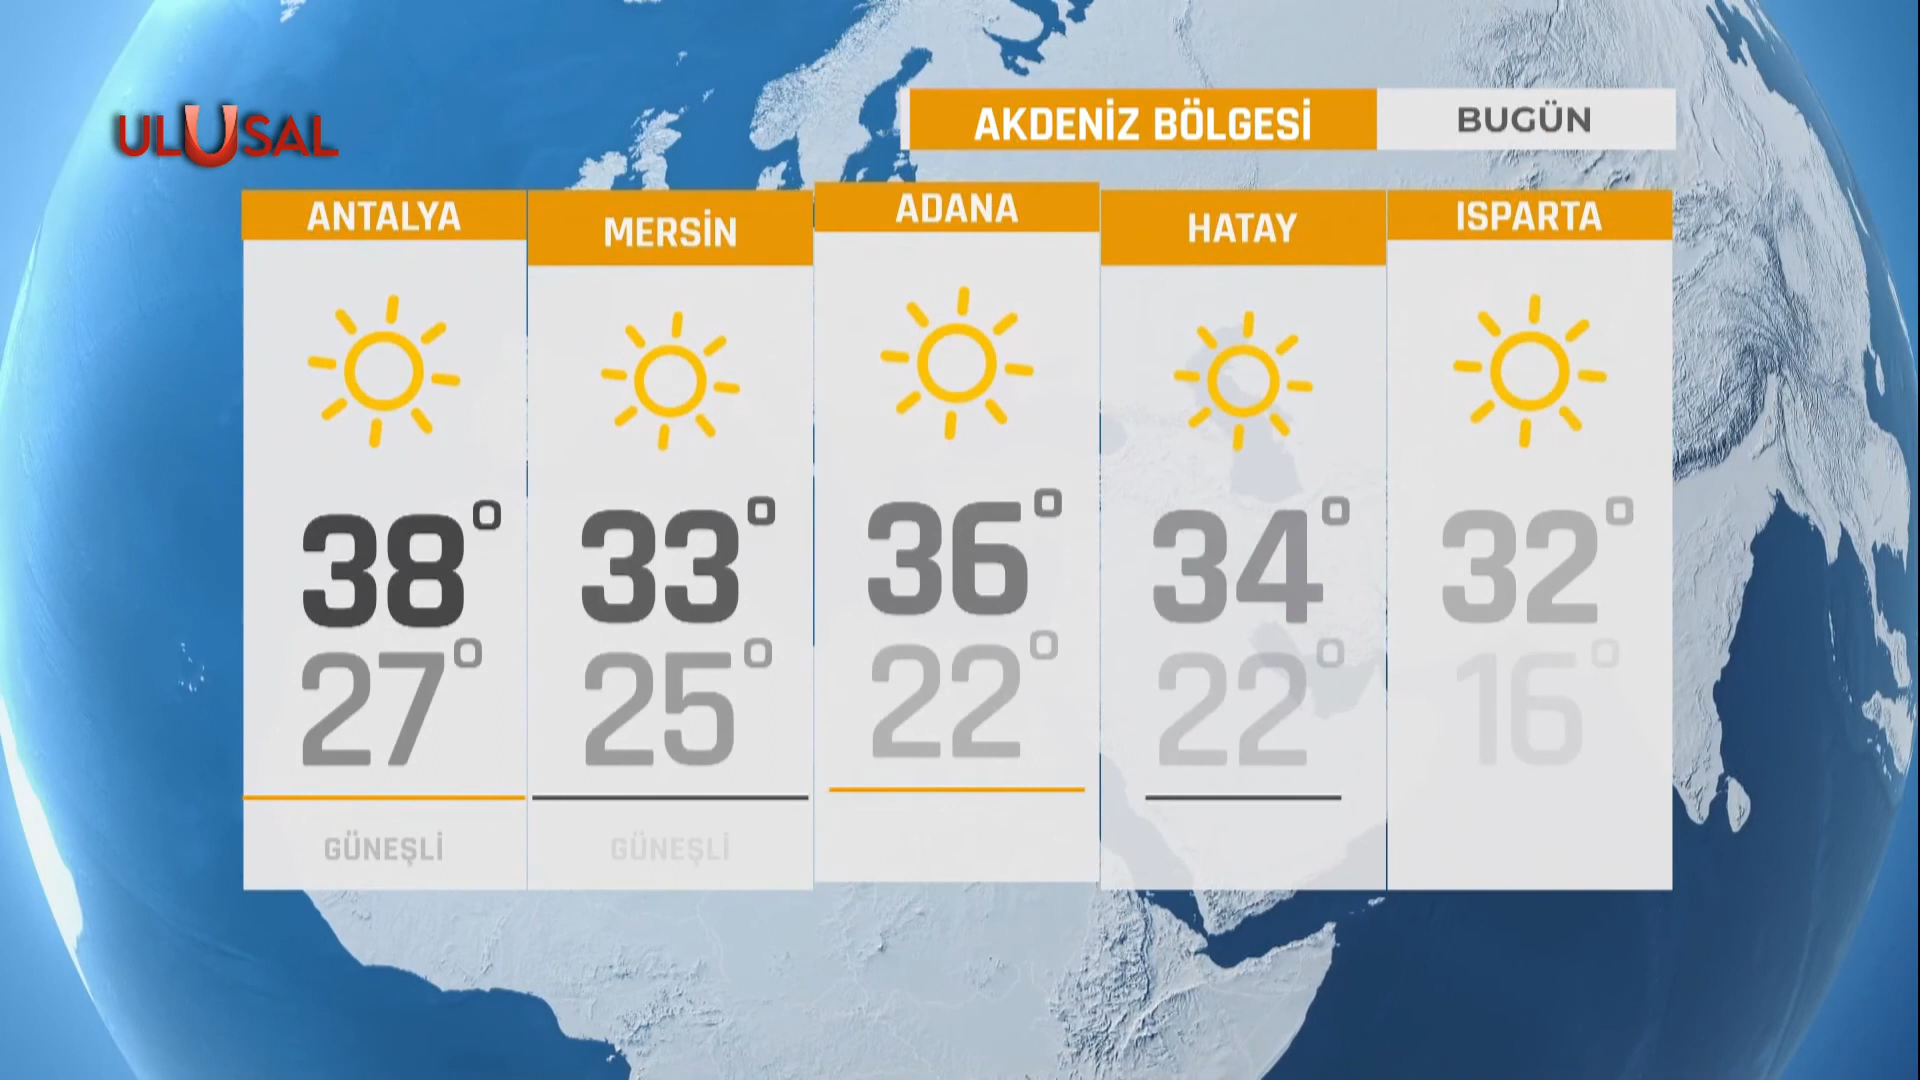 ULUSAL
AKDENİZ BÖLGESİ
BUGÜN
ANTALYA
38°
27°
GÜNEŞLİ
MERSİN
33°
25°
GÜNEŞLİ
ADANA
36°
22°
HATAY
34°
22°
ISPARTA
32°
16°